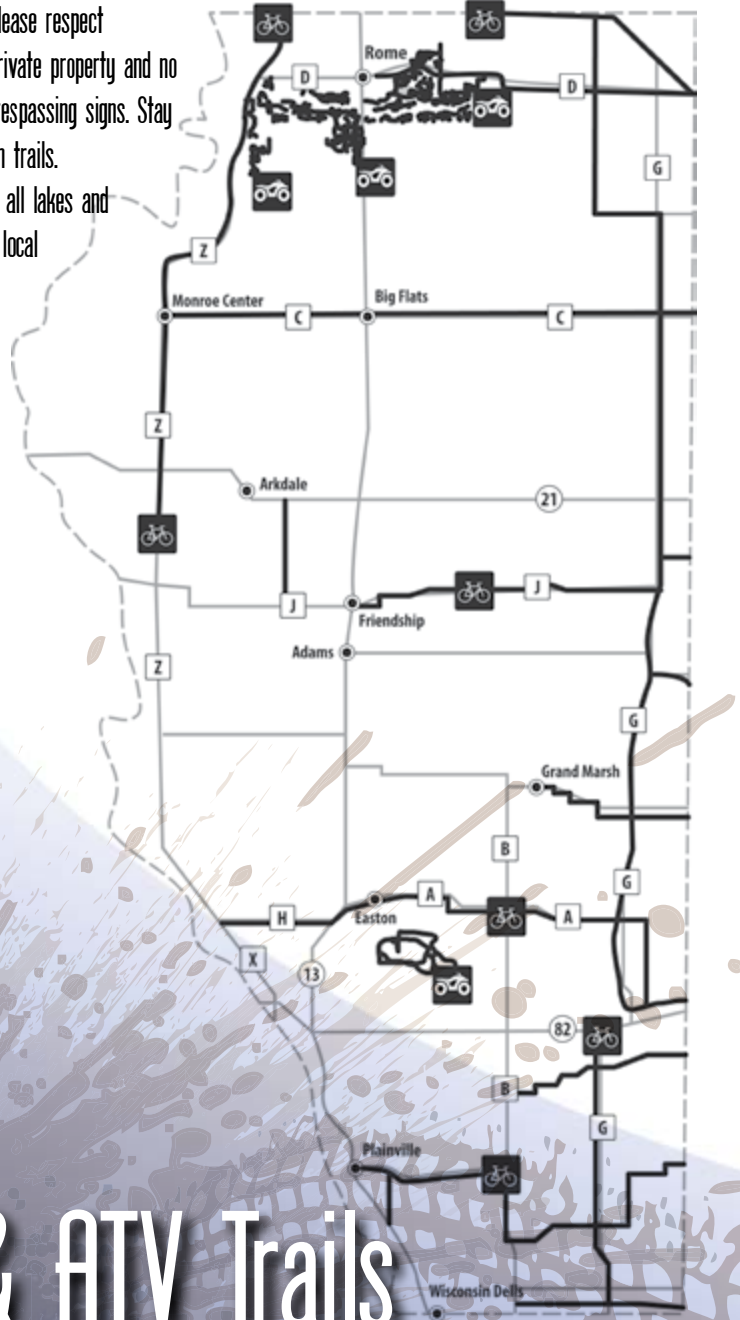 lease respect
rivate property and no
respassing signs. Stay
n trails.
all lakes and
local
Rome
D
D
G
Z
Monroe Center
Big Flats
C
C
Z
Arkdale
21
J
J
Friendship
Adams
Z
G
Grand Marsh
B
G
A
H
Easton
A
X
13
82
B
G
Plainville
& ATV Trails
Wisconsin Dells